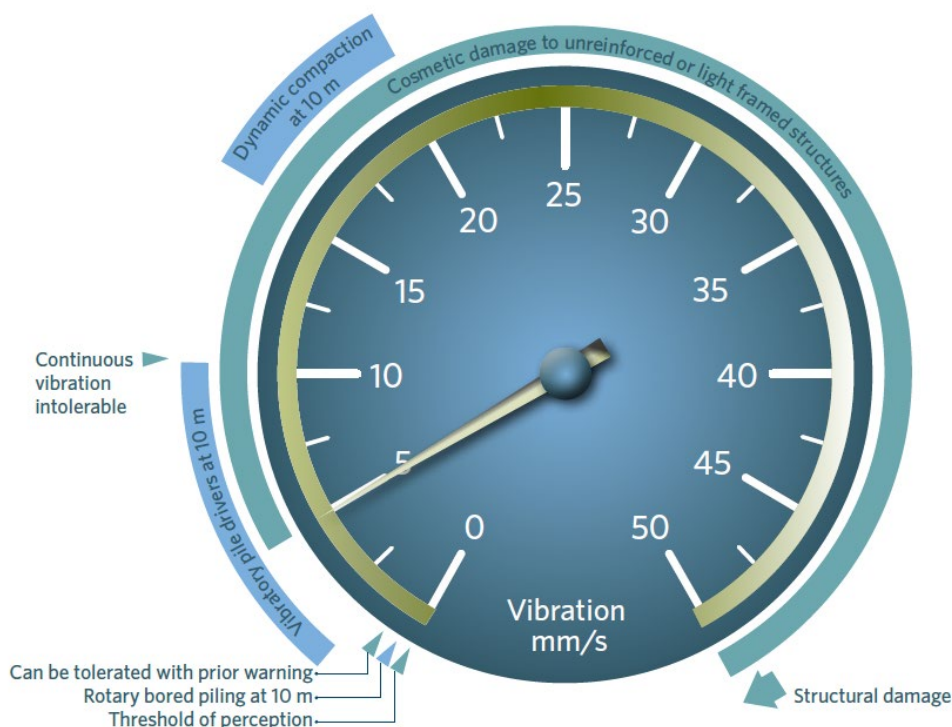 Dynamic compaction
at 10 m
Cosmetic damage to unreinforced or light framed structures
25
20
30
15
35
Continuous
vibration
intolerable
10
40
Vibratory pile drivers at 10 m
5
45
0
50
Vibration
mm/s
Can be tolerated with prior warning
Rotary bored piling at 10 m
Threshold of perception
Structural damage